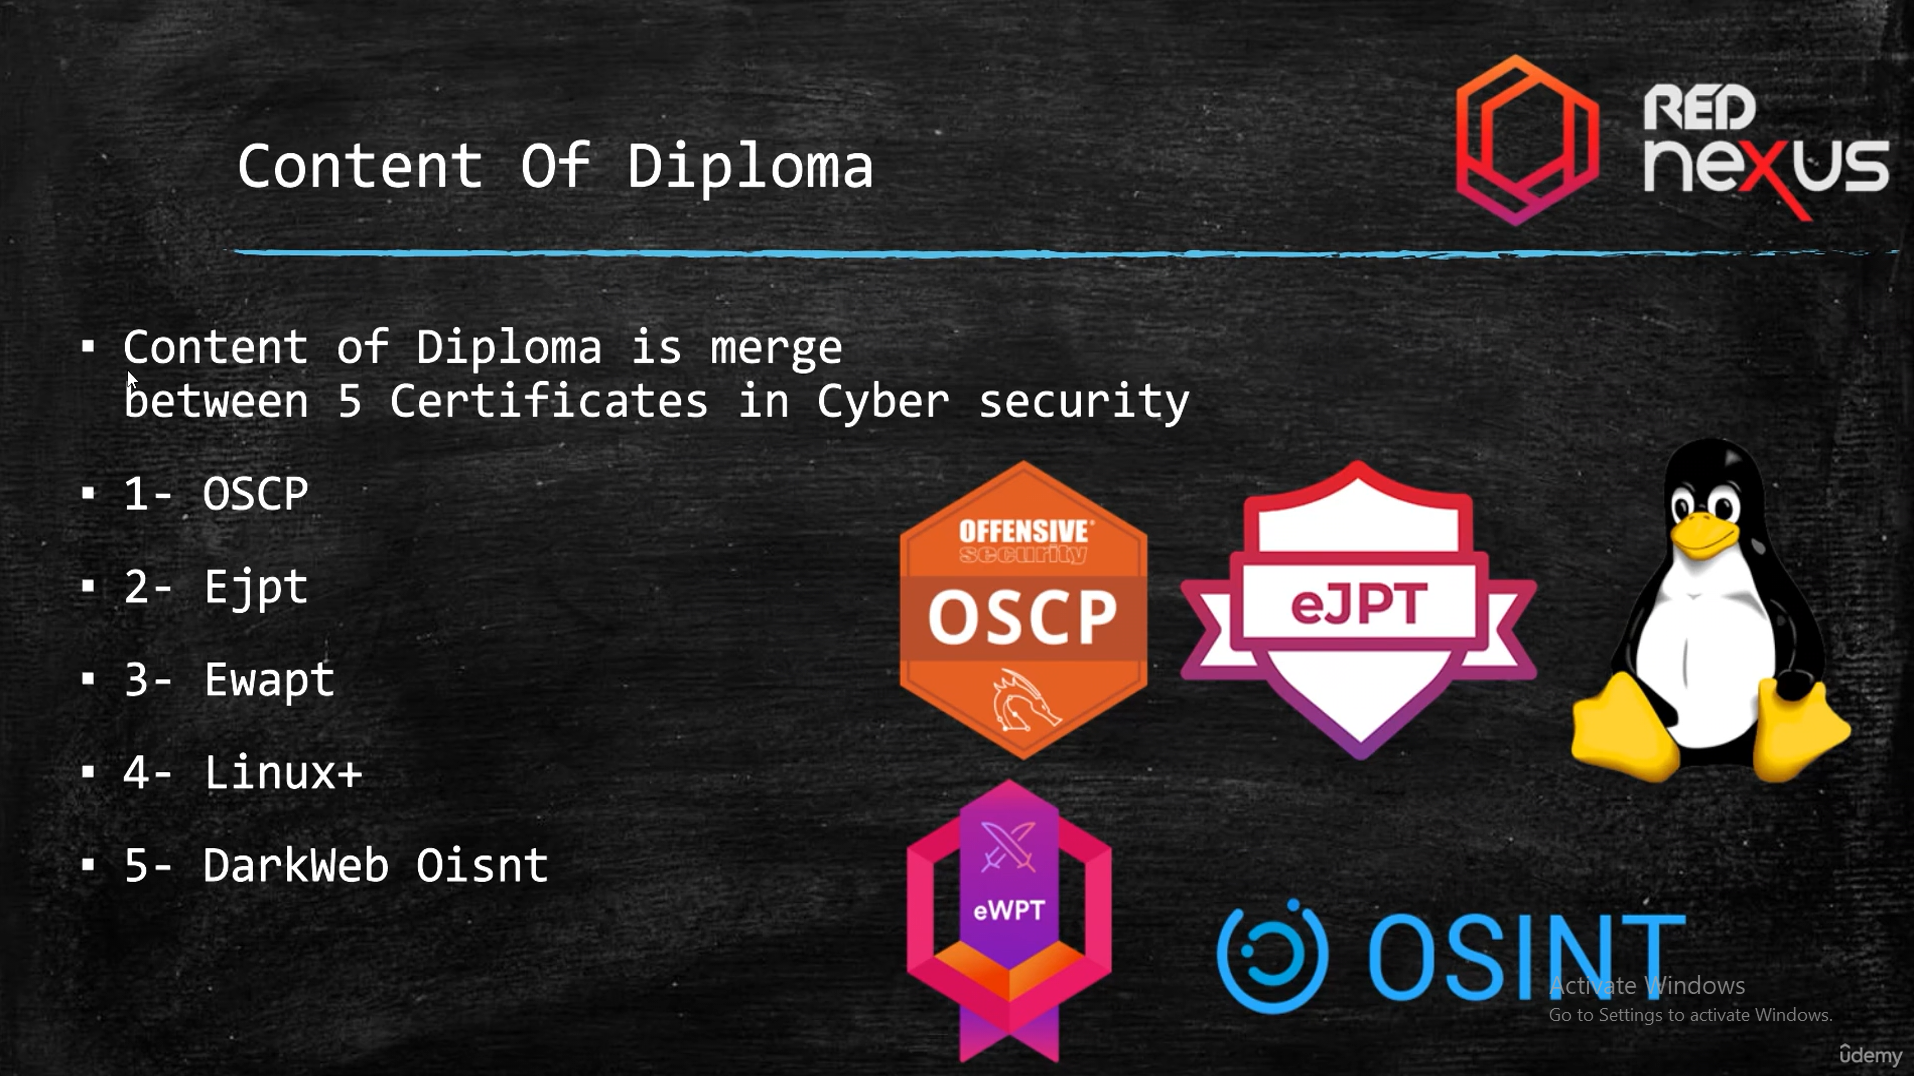 RED
nexus
Content Of Diploma
▪ Content of Diploma is merge
between 5 Certificates in Cyber security
▪ 1- OSCP
▪ 2- Ejpt
▪ 3- Ewapt
▪ 4- Linux+
▪ 5- DarkWeb Oisnt
OFFENSIVE®
security
OSCP
eJPT
eWPT
OSINT
Activate Windows
Go to Settings to activate Windows.
ûdemy